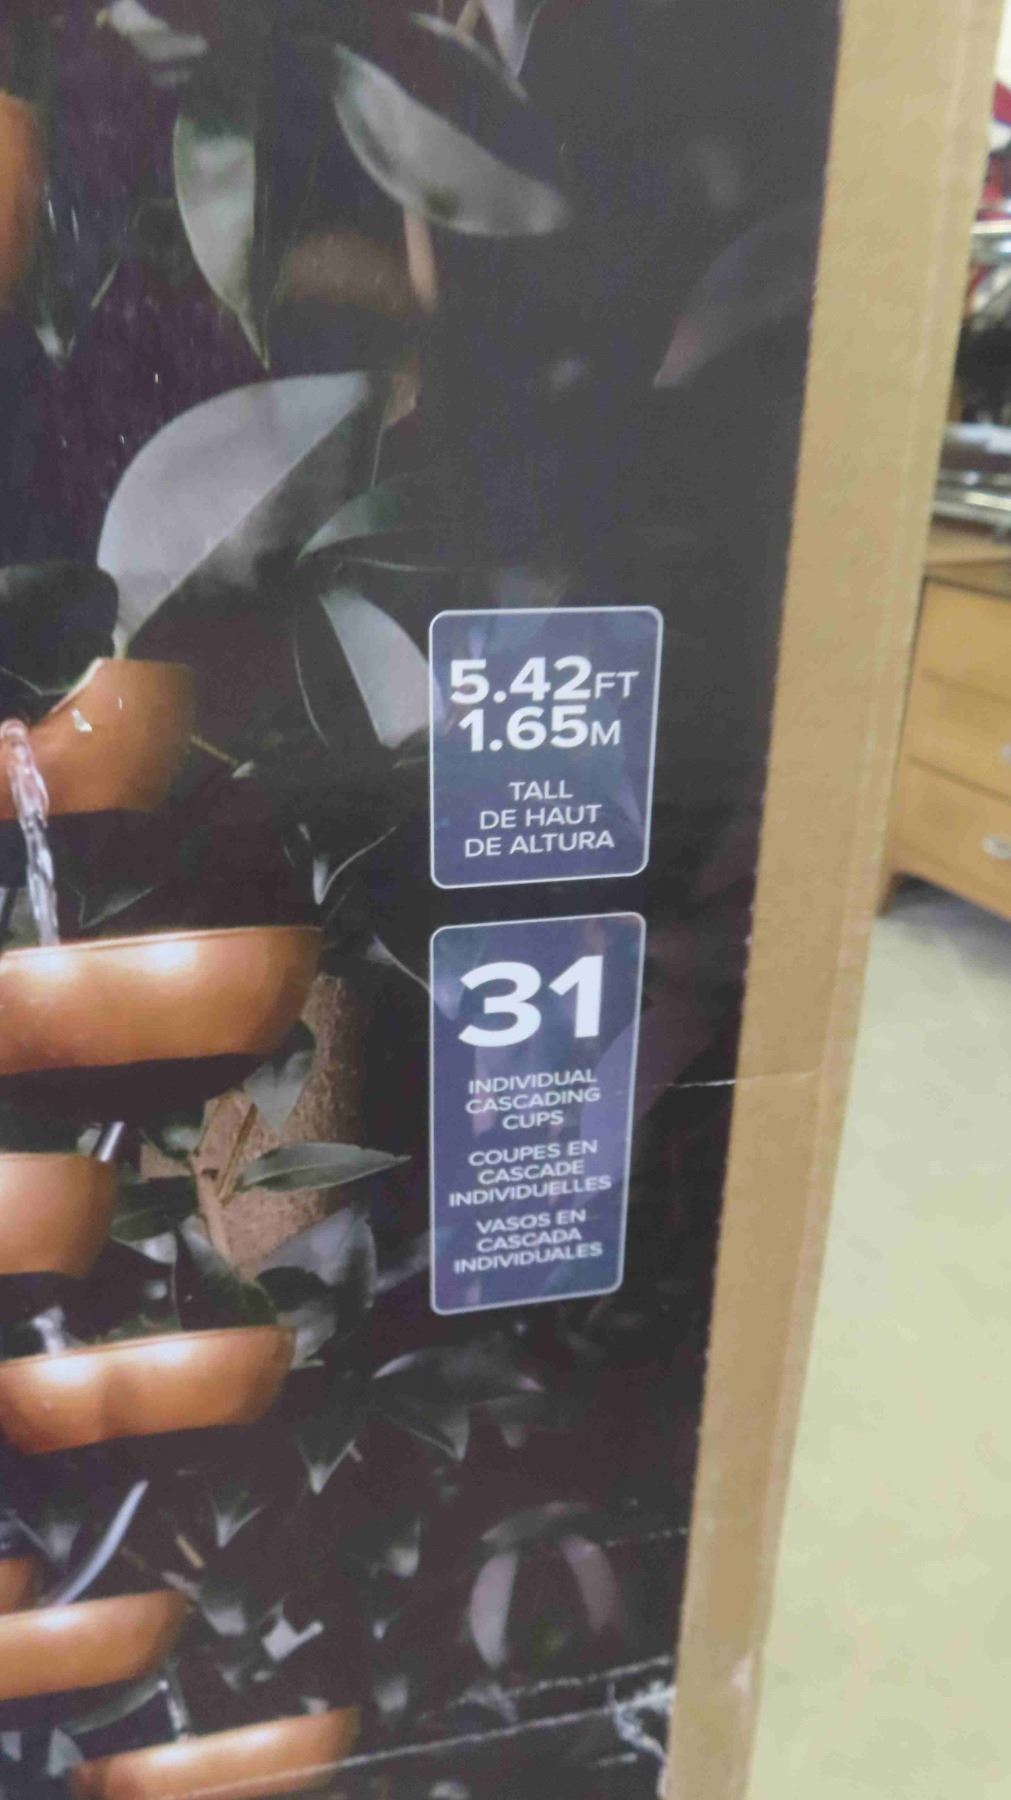 5.42FT
1.65M
TALL
DE HAUT
DE ALTURA
31
INDIVIDUAL
CASCADING
CUPS
COUPES EN
CASCADE
INDIVIDUELLES
VASOS EN
CASCADA
INDIVIDUALES